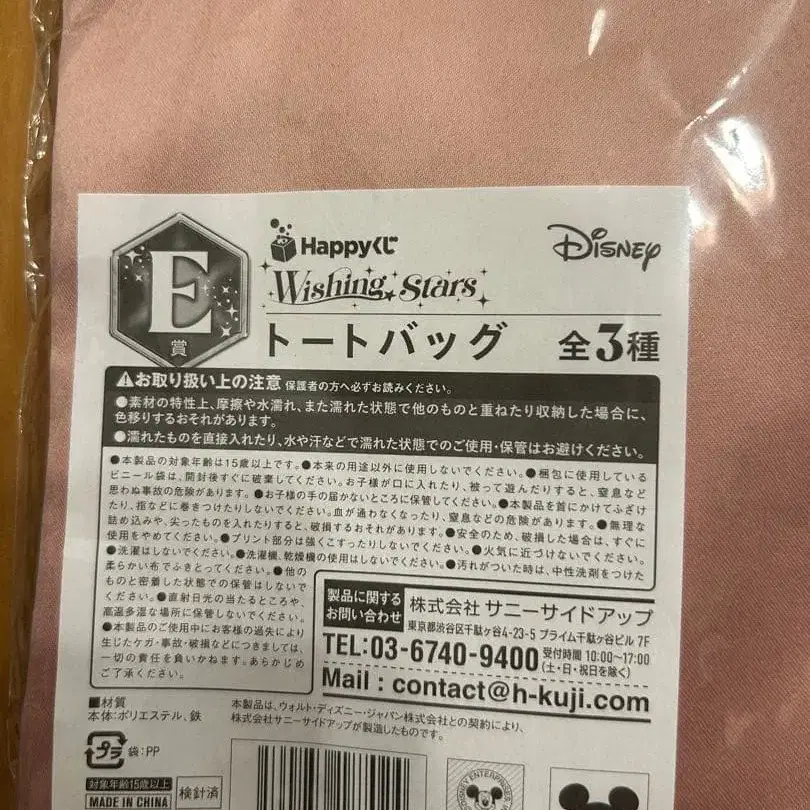 E
賞
Happyくじ
Disney
Wishing Stars
トートバッグ 全3種
⚠お取り扱い上の注意 保護者の方へ必ずお読みください。
●素材の特性上、摩擦や水濡れ、また濡れた状態で他のものと重ねたり収納した場合に、
色移りするおそれがあります。
●濡れたものを直接入れたり、水や汗などで濡れた状態でのご使用・保管はお避けください。
●本製品の対象年齢は15歳以上です。●本来の用途以外に使用しないでください。●梱包に使用している
ビニール袋は、開封後すぐに破棄してください。お子様が口に入れたり、被って遊んだりすると、窒息など
思わぬ事故の危険があります。●お子様の手の届かないところに保管してください。●本製品を首にかけてふざけ
たり、指などに巻きつけたりしないでください。血が通わなくなったり、窒息などの危険があります。●無理な
詰め込みや、尖ったものを入れたりすると、破損するおそれがあります。●安全のため、破損した場合は、すぐに
使用をやめてください。●プリント部分は強くこすったりしないでください。●火気に近づけないでください。
●洗濯はしないでください。●洗濯機、乾燥機の使用はしないでください。●汚れがついた時は、中性洗剤をつけた
柔らかい布でふきとってください。●他の
ものと密着した状態での保管はしないで
ください。●直射日光の当たるところや、
高温多湿な場所に保管しないでください。
●本製品のご使用中にお客様の過失により
生じたケガ・事故・破損などにつきましては、
一切の責任を負いかねます。あらかじめ
ご了承ください。
製品に関する
お問い合わせ
株式会社 サニーサイドアップ
東京都渋谷区千駄ヶ谷4-23-5 プライム千駄ヶ谷ビル 7F
TEL:03-6740-9400 受付時間 10:00~17:00
(土・日・祝日を除く)
Mail : contact@h-kuji.com
■材質
本体:ポリエステル、鉄
本製品は、ウォルト・ディズニー・ジャパン株式会社との契約により、
株式会社サニーサイドアップが製造したものです。
プラ 袋:PP
対象年齢15歳以上
MADE IN CHINA
検針済
DISNEY ENTERPRISES